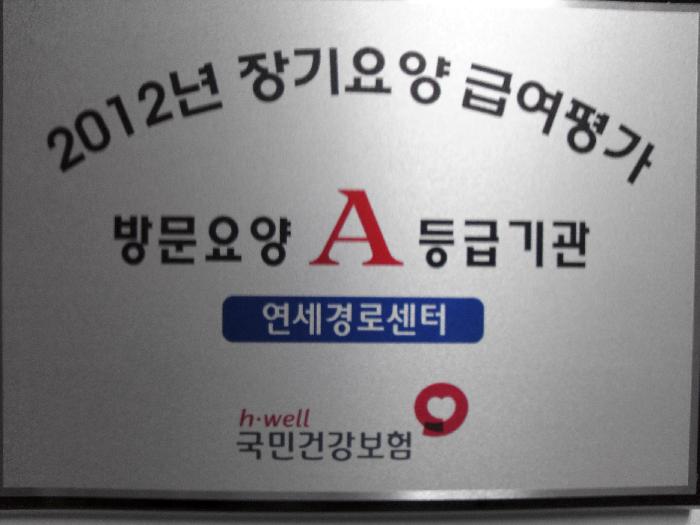 2012년 장기요양 급여평가
방문요양 A 등급기관
연세경로센터
h·well
국민건강보험